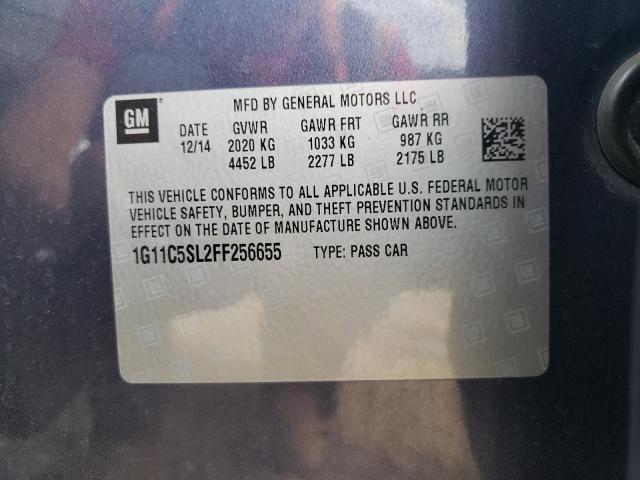 GM ® MFD BY GENERAL MOTORS LLC
DATE GVWR GAWR FRT GAWR RR
12/14 2020 KG 1033 KG 987 KG
4452 LB 2277 LB 2175 LB
THIS VEHICLE CONFORMS TO ALL APPLICABLE U.S. FEDERAL MOTOR
VEHICLE SAFETY, BUMPER, AND THEFT PREVENTION STANDARDS IN
EFFECT ON THE DATE OF MANUFACTURE SHOWN ABOVE.
1G11C5SL2FF256655 TYPE: PASS CAR